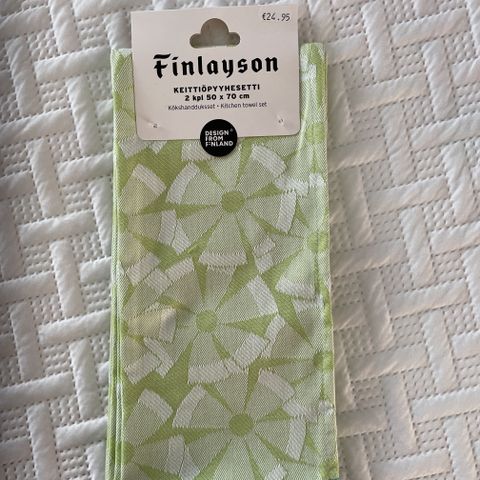 €24.95
Finlayson
KEITTIÖPYYHESETTI
2 kpl 50 x 70 cm
Kökshanddukset • Kitchen towel set
DESIGN
FROM
FINLAND